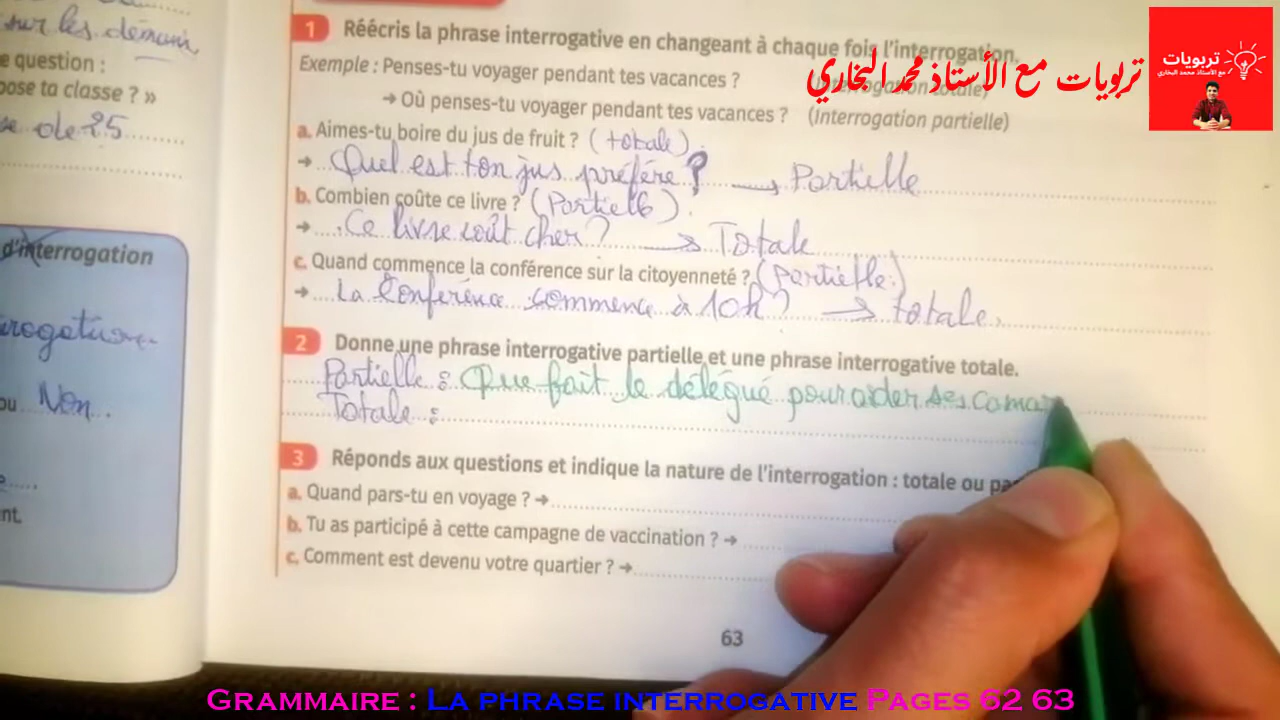 sur les demain
e question :
pose ta classe ? »
se de 25
d'interrogation
ou Non.
nt.
1 Réécris la phrase interrogative en changeant à chaque fois l'interrogation.
Exemple : Penses-tu voyager pendant tes vacances ? totale)
→ Où penses-tu voyager pendant tes vacances ? (Interrogation partielle)
a. Aimes-tu boire du jus de fruit ? (totale).
→ Quel est ton jus préféré ? → Partielle
b. Combien coûte ce livre ? (Partielle).
→ Ce livre coût cher ? → Totale
c. Quand commence la conférence sur la citoyenneté ? (Partielle.)
→ La Conférence commence à 10h ? → totale.
2 Donne une phrase interrogative partielle et une phrase interrogative totale.
Partielle : Que fait le délégué pour aider ses camar
Totale :
3 Réponds aux questions et indique la nature de l'interrogation : totale ou pa
a. Quand pars-tu en voyage ? →
b. Tu as participé à cette campagne de vaccination ? →
c. Comment est devenu votre quartier ? →
63
تربويات مع الأستاذ محمد البخاري
تربويات
مع الأستاذ محمد البخاري
Grammaire : La phrase interrogative Pages 62 63